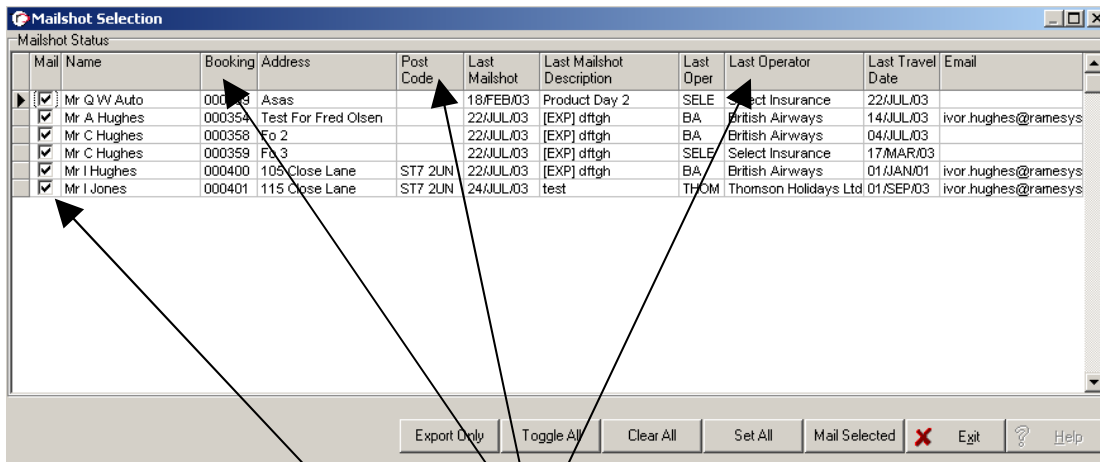 Mailshot Selection
Mailshot Status
Mail Name Booking Address Post Code Last Mailshot Last Mailshot Description Last Oper Last Operator Last Travel Date Email
Mr Q W Auto Asas 18/FEB/03 Product Day 2 SELE Select Insurance 22/JUL/03
Mr A Hughes 000354 Test For Fred Olsen 22/JUL/03 [EXP] dftgh BA British Airways 14/JUL/03 ivor.hughes@ramesys
Mr C Hughes 000358 Fo 2 22/JUL/03 [EXP] dftgh BA British Airways 04/JUL/03
Mr C Hughes 000359 Fo 3 22/JUL/03 [EXP] dftgh SELE Select Insurance 17/MAR/03
Mr I Hughes 000400 105 Close Lane ST7 2UN 22/JUL/03 [EXP] dftgh BA British Airways 01/JAN/01 ivor.hughes@ramesys
Mr I Jones 000401 115 Close Lane ST7 2UN 24/JUL/03 test THOM Thomson Holidays Ltd 01/SEP/03 ivor.hughes@ramesys
Export Only Toggle All Clear All Set All Mail Selected Exit Help